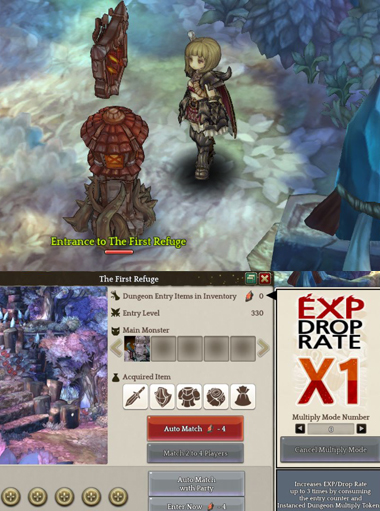 Entrance to The First Refuge
The First Refuge
Dungeon Entry Items in Inventory 0
Entry Level 330
Main Monster
Acquired Item
Auto Match - 4
Match 2 to 4 Players
Auto Match
with Party
Enter Now - 4
EXP
DROP
RATE
X1
Multiply Mode Number
0
Cancel Multiply Mode
Increases EXP/Drop Rate
up to 3 times by consuming
the entry counter and
Instanced Dungeon Multiply Token